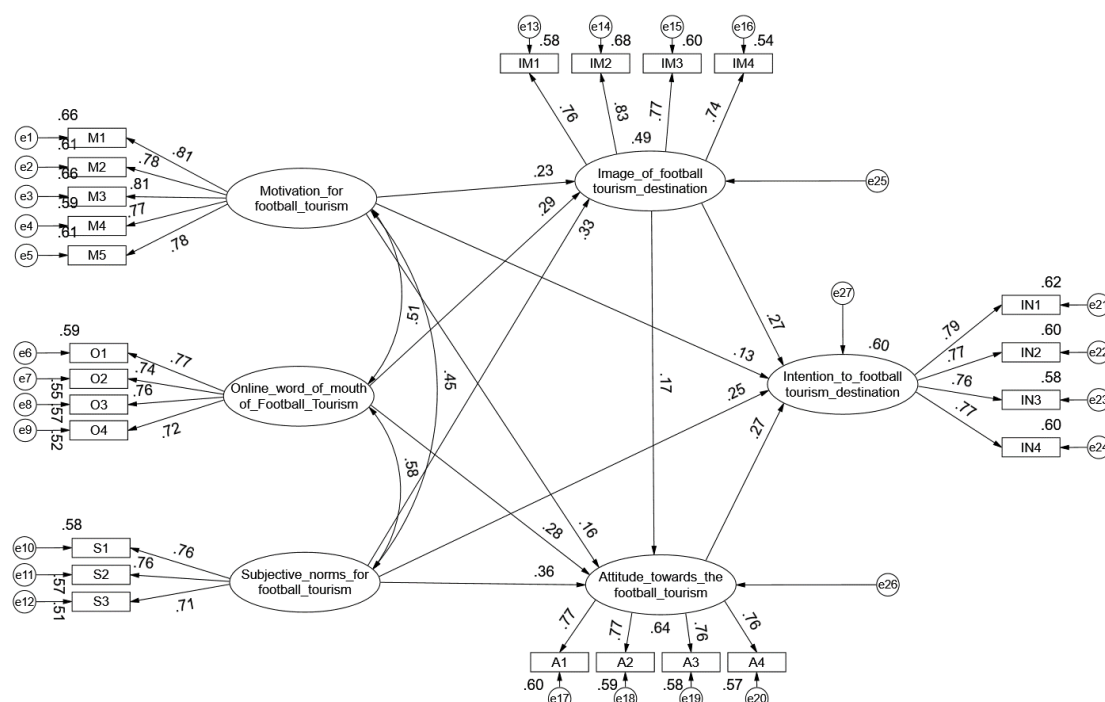 e13
e14
e15
e16
.58
.68
.60
.54
IM1
IM2
IM3
IM4
.76
.83
.77
.74
.49
Image_of_football
tourism_destination
e25
.66
e1
M1
.61
e2
M2
.66
e3
M3
.59
e4
M4
.61
e5
M5
.81
.78
.81
.77
.78
Motivation_for
football_tourism
.23
.29
.33
.51
.45
.27
.13
.17
.25
.27
e27
.60
Intention_to_football
tourism_destination
.79
.77
.76
.77
.62
IN1
e21
.60
IN2
e22
.58
IN3
e23
.60
IN4
e24
.59
e6
O1
e7
O2
.55
e8
O3
.57
e9
O4
.52
.77
.74
.76
.72
Online_word_of_mouth
of_Football_Tourism
.58
.28
.16
.36
.58
e10
S1
e11
S2
.57
e12
S3
.51
.76
.76
.71
Subjective_norms_for
football_tourism
Attitude_towards_the
football_tourism
e26
.64
.77
.77
.76
.76
A1
A2
A3
A4
.60
.59
.58
.57
e17
e18
e19
e20